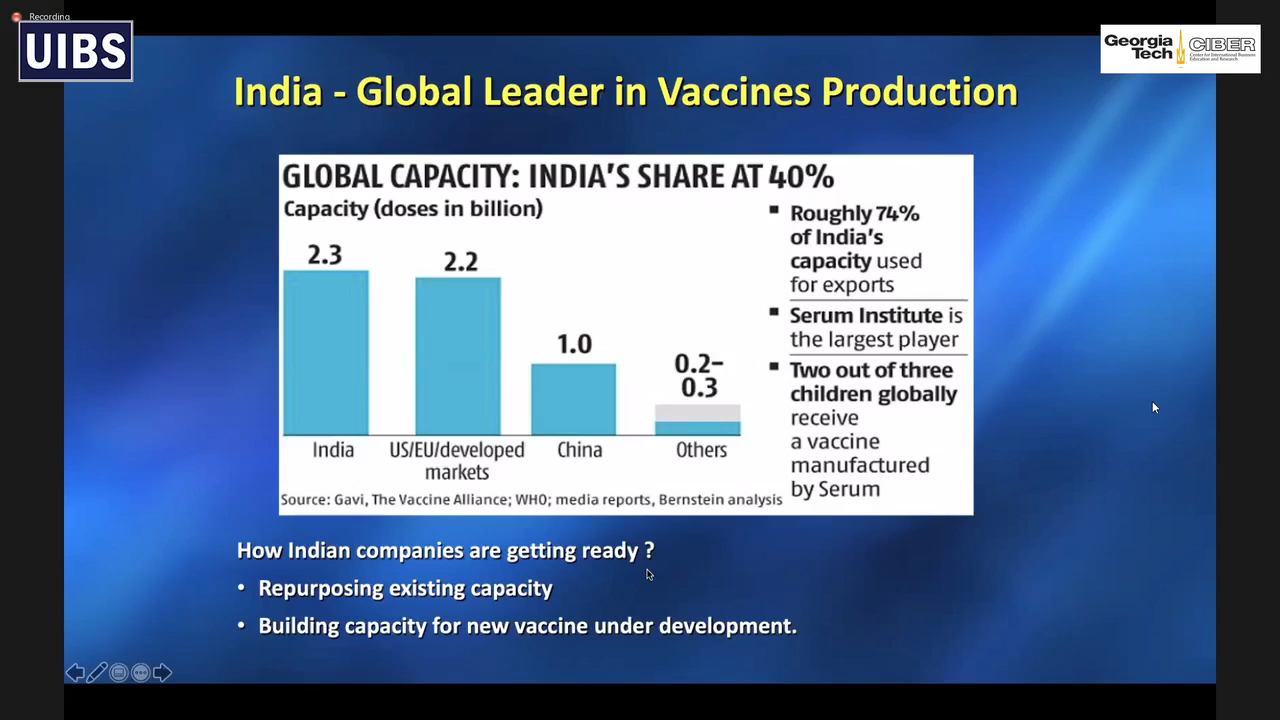 Recording
UIBS
Georgia
Tech
CIBER
Center for International Business
Education and Research
India - Global Leader in Vaccines Production
GLOBAL CAPACITY: INDIA'S SHARE AT 40%
Capacity (doses in billion)
2.3
2.2
1.0
0.2–
0.3
India
US/EU/developed
markets
China
Others
Source: Gavi, The Vaccine Alliance; WHO; media reports, Bernstein analysis
▪ Roughly 74%
of India's
capacity used
for exports
▪ Serum Institute is
the largest player
▪ Two out of three
children globally
receive
a vaccine
manufactured
by Serum
How Indian companies are getting ready ?
• Repurposing existing capacity
• Building capacity for new vaccine under development.